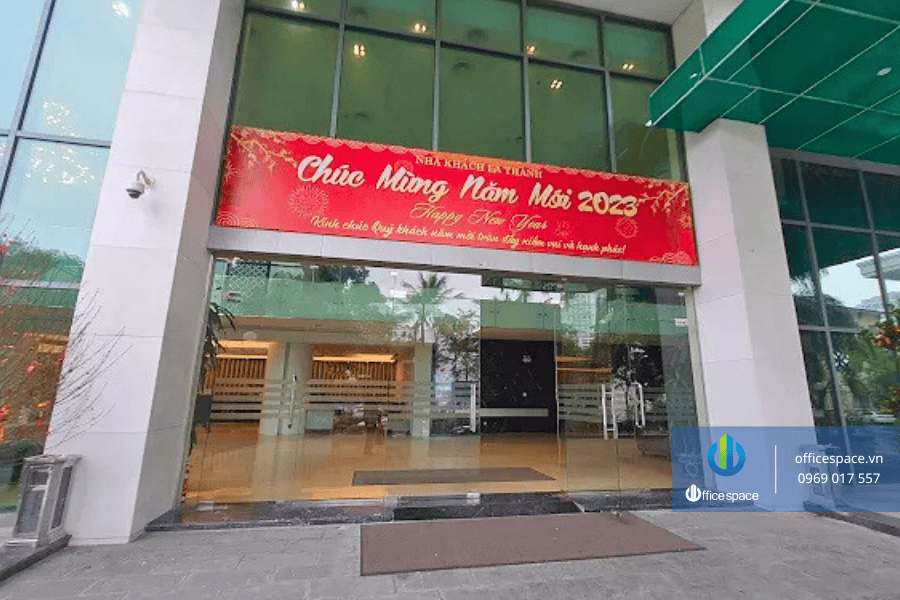 NHÀ KHÁCH LA THÀNH
Chúc Mừng Năm Mới 2023
Happy New Year
Kính chúc Quý khách năm mới tràn đầy niềm vui và hạnh phúc!
officespace.vn
0969 017 557
Office space